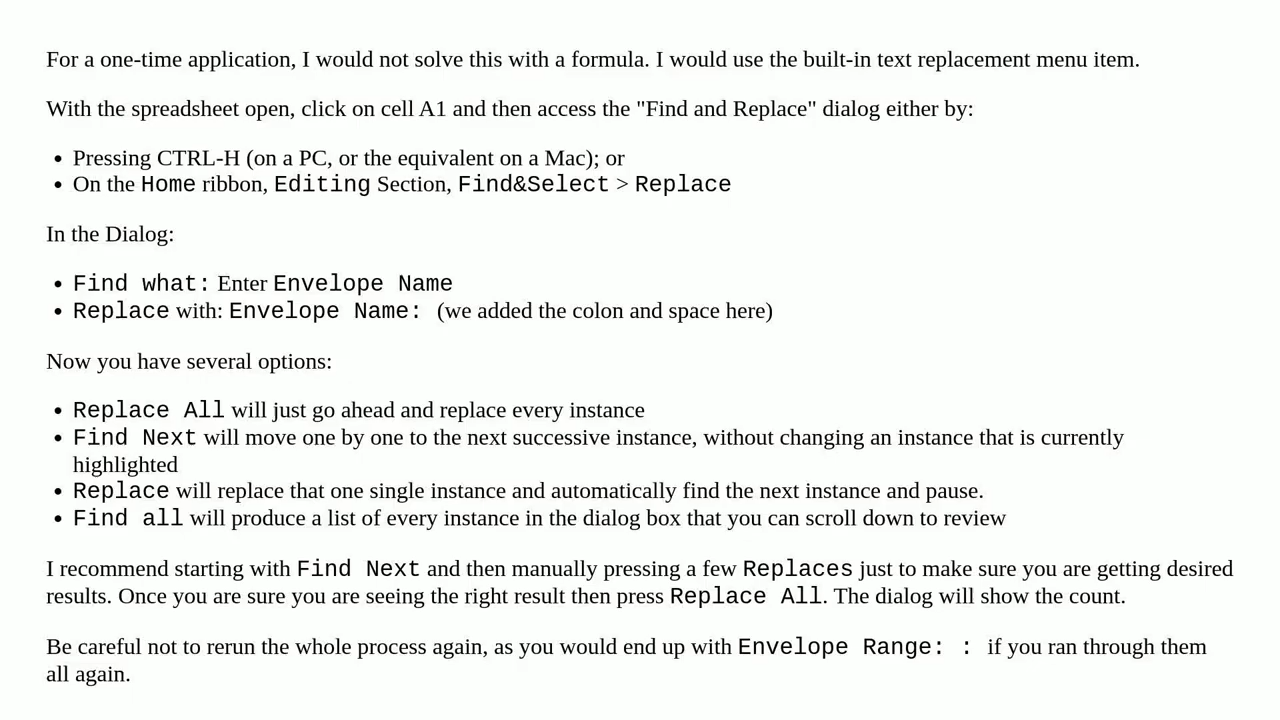 For a one-time application, I would not solve this with a formula. I would use the built-in text replacement menu item.
With the spreadsheet open, click on cell A1 and then access the "Find and Replace" dialog either by:
• Pressing CTRL-H (on a PC, or the equivalent on a Mac); or
• On the Home ribbon, Editing Section, Find&Select > Replace
In the Dialog:
• Find what: Enter Envelope Name
• Replace with: Envelope Name: (we added the colon and space here)
Now you have several options:
• Replace All will just go ahead and replace every instance
• Find Next will move one by one to the next successive instance, without changing an instance that is currently
highlighted
• Replace will replace that one single instance and automatically find the next instance and pause.
• Find all will produce a list of every instance in the dialog box that you can scroll down to review
I recommend starting with Find Next and then manually pressing a few Replaces just to make sure you are getting desired
results. Once you are sure you are seeing the right result then press Replace All. The dialog will show the count.
Be careful not to rerun the whole process again, as you would end up with Envelope Range: : if you ran through them
all again.